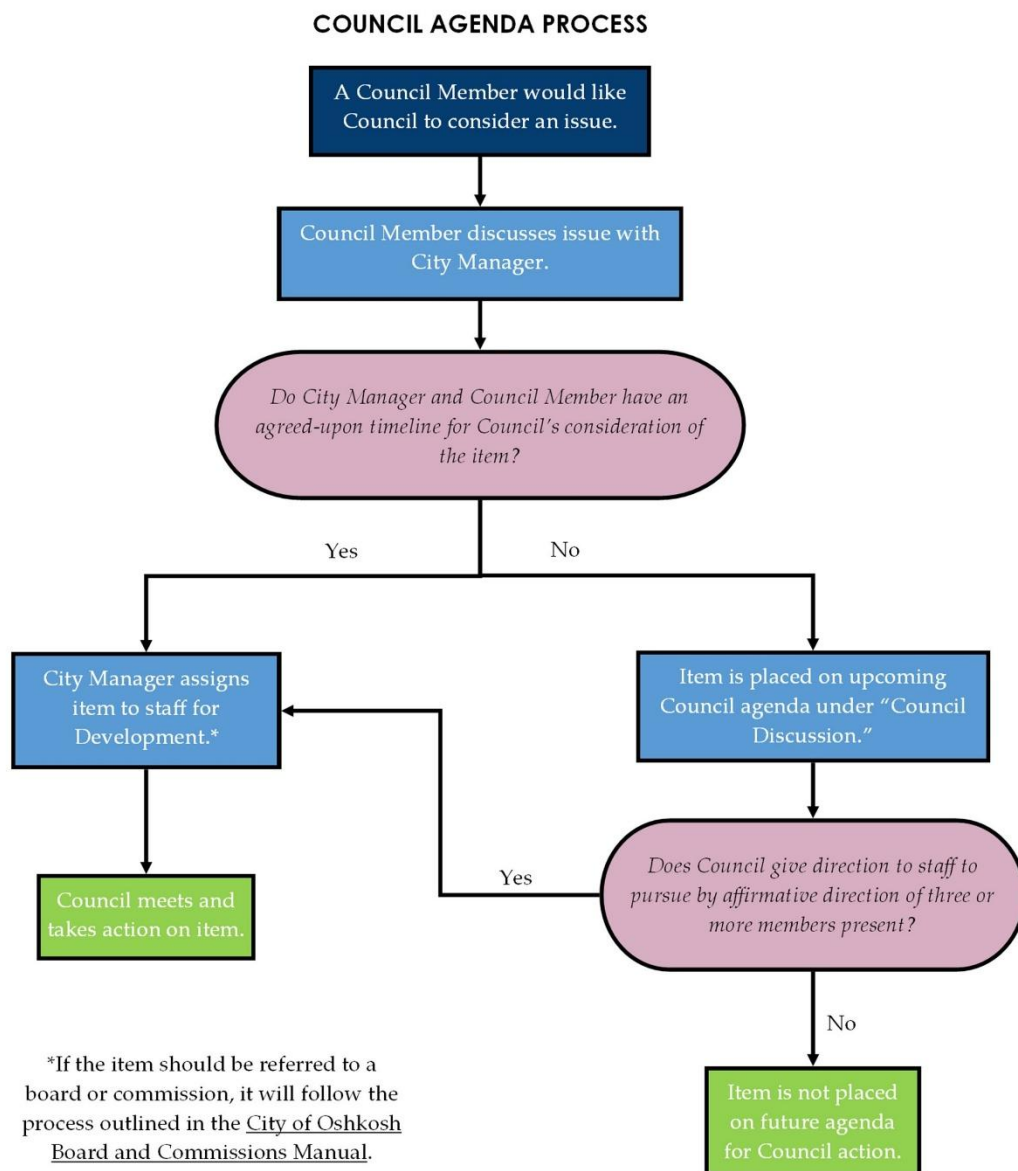 COUNCIL AGENDA PROCESS
A Council Member would like
Council to consider an issue.
Council Member discusses issue with
City Manager.
Do City Manager and Council Member have an
agreed-upon timeline for Council's consideration of
the item?
Yes
No
City Manager assigns
item to staff for
Development.*
Item is placed on upcoming
Council agenda under “Council
Discussion.”
Does Council give direction to staff to
pursue by affirmative direction of three or
more members present?
Yes
Council meets and
takes action on item.
No
*If the item should be referred to a
board or commission, it will follow the
process outlined in the City of Oshkosh
Board and Commissions Manual.
Item is not placed
on future agenda
for Council action.